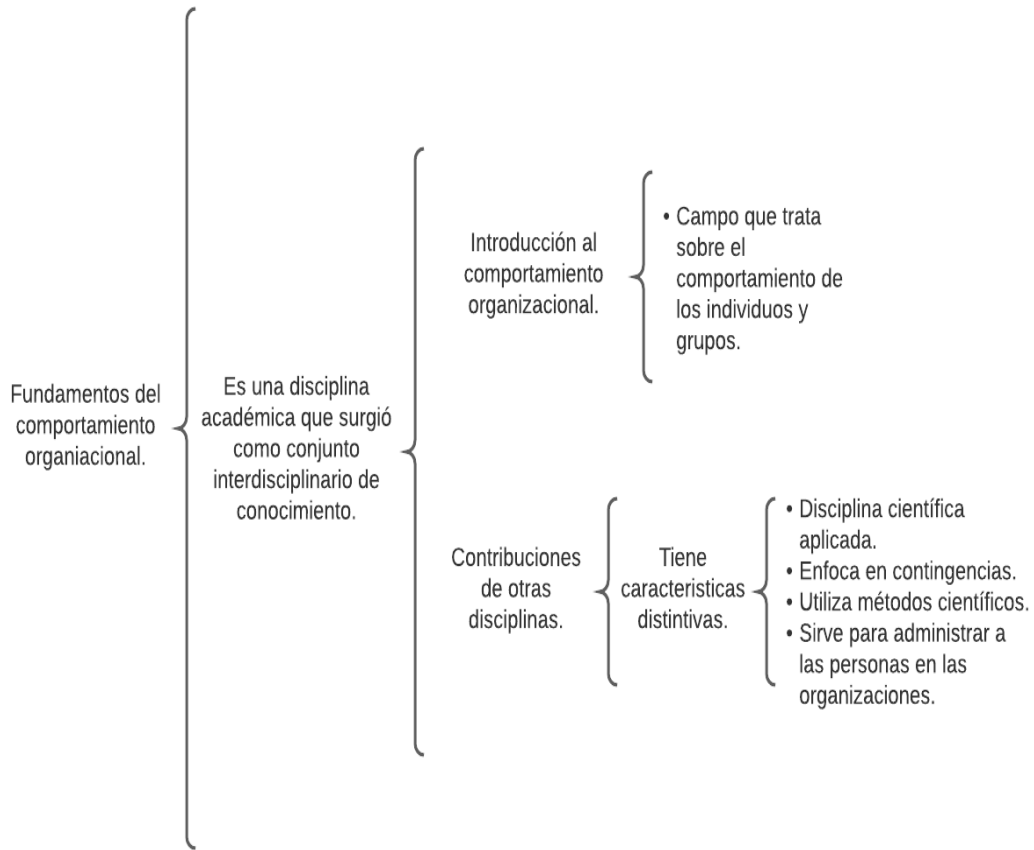 Fundamentos del
comportamiento
organiacional.
Es una disciplina
académica que surgió
como conjunto
interdisciplinario de
conocimiento.
Introducción al
comportamiento
organizacional.
• Campo que trata
sobre el
comportamiento de
los individuos y
grupos.
Contribuciones
de otras
disciplinas.
Tiene
caracteristicas
distintivas.
• Disciplina científica
aplicada.
• Enfoca en contingencias.
• Utiliza métodos científicos.
• Sirve para administrar a
las personas en las
organizaciones.